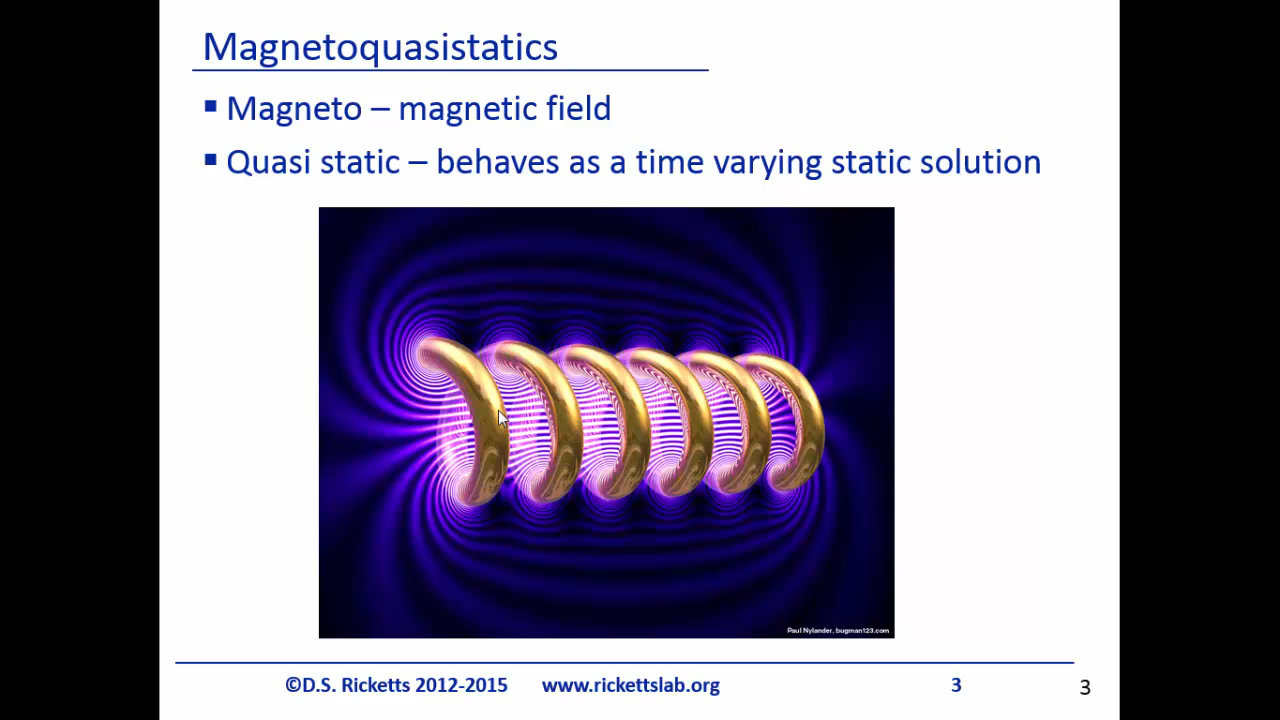 Magnetoquasistatics
▪ Magneto – magnetic field
▪ Quasi static – behaves as a time varying static solution
Paul Nylander, bugman123.com
©D.S. Ricketts 2012-2015 www.rickettslab.org 3 3